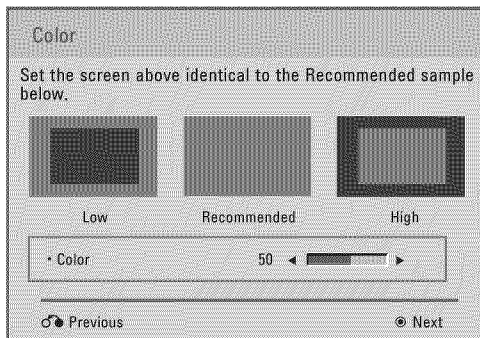 Color
Set the screen above identical to the Recommended sample
below.
Low Recommended High
• Color 50
Previous Next